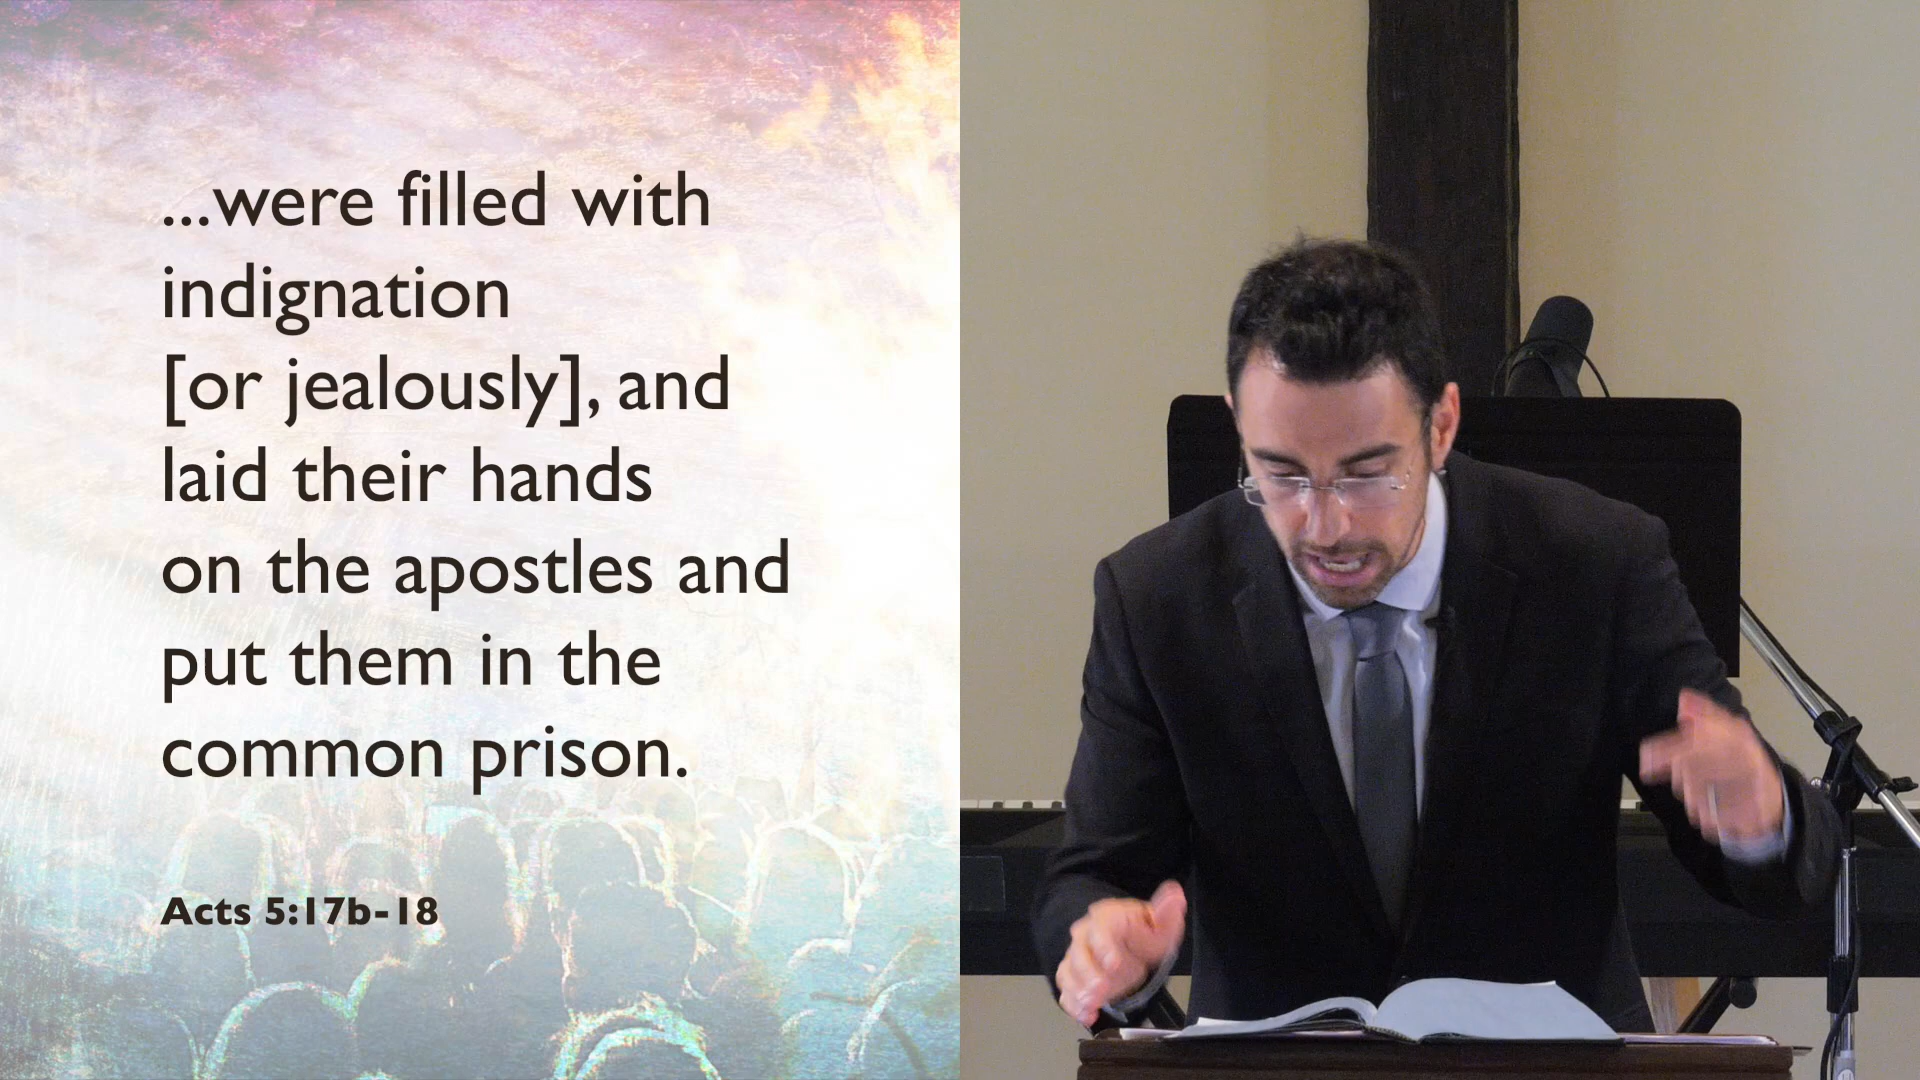 ...were filled with
indignation
[or jealously], and
laid their hands
on the apostles and
put them in the
common prison.
Acts 5:17b-18